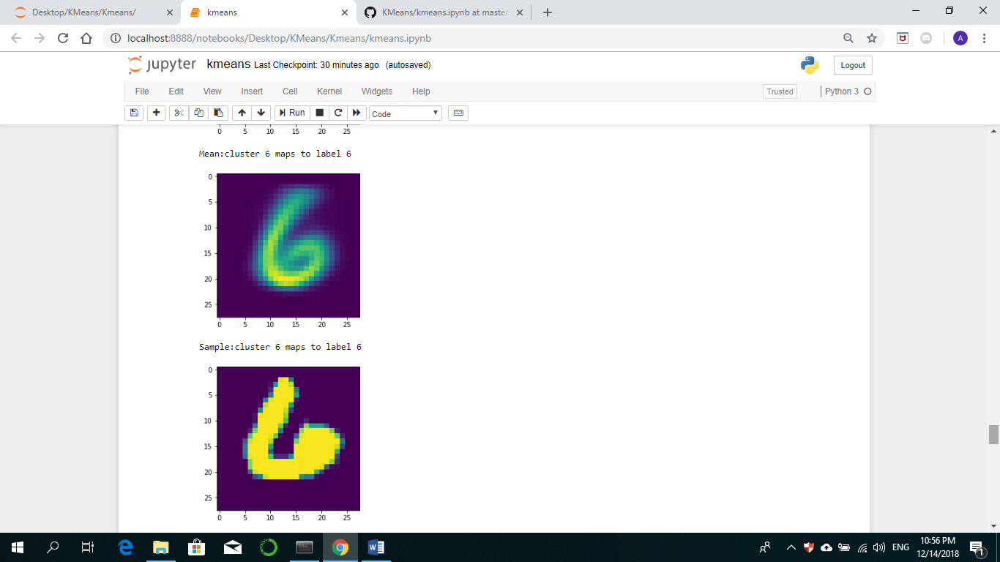 Desktop/KMeans/Kmeans/
kmeans
KMeans/kmeans.ipynb at master
localhost:8888/notebooks/Desktop/KMeans/Kmeans/kmeans.ipynb
A
jupyter kmeans Last Checkpoint: 30 minutes ago (autosaved)
Logout
File Edit View Insert Cell Kernel Widgets Help
Trusted
Python 3
Run
Code
0 5 10 15 20 25
Mean:cluster 6 maps to label 6
0
5
10
15
20
25
0 5 10 15 20 25
Sample:cluster 6 maps to label 6
0
5
10
15
20
25
0 5 10 15 20 25
ENG
10:56 PM
12/14/2018
1